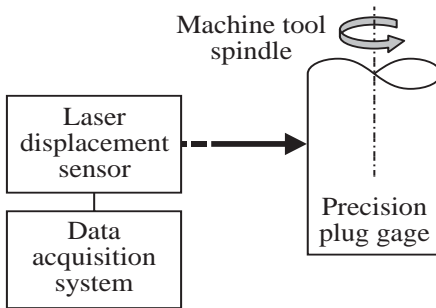 Machine tool
spindle
Laser
displacement
sensor
Data
acquisition
system
Precision
plug gage